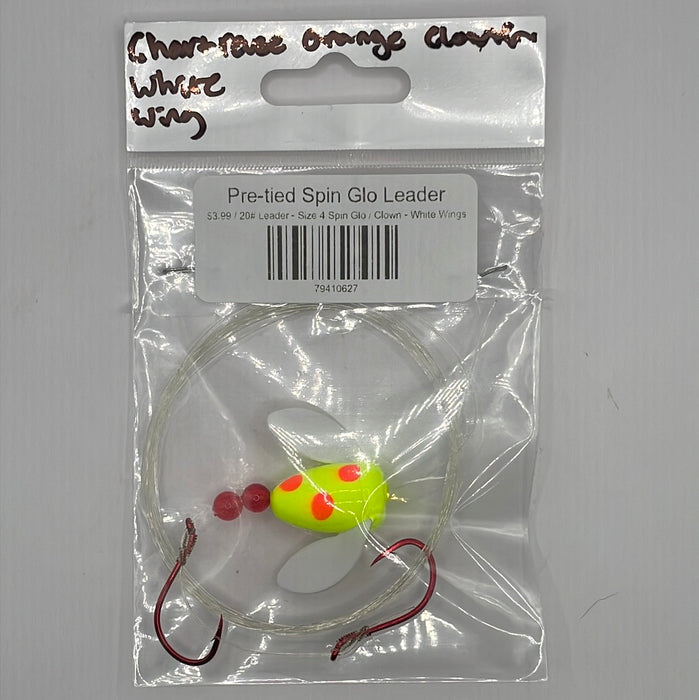 Chartreuse Orange Clown
White
Wing
Pre-tied Spin Glo Leader
$3.99 / 20# Leader - Size 4 Spin Glo / Clown - White Wings
79410627